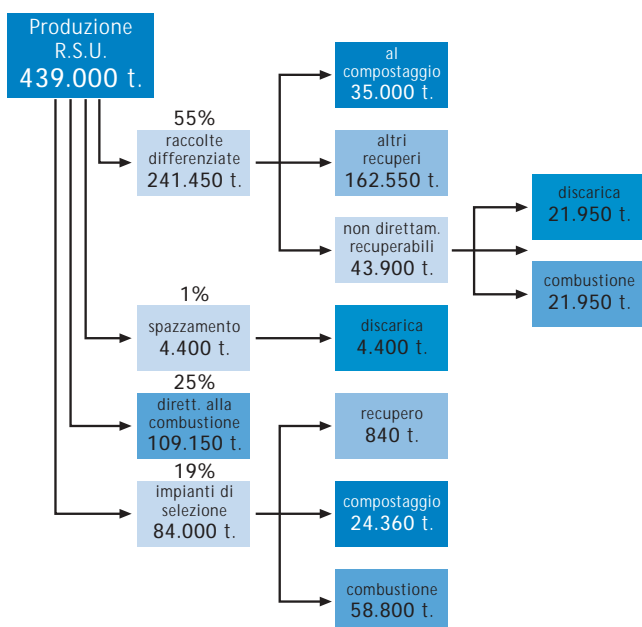 Produzione
R.S.U.
439.000 t.
55%
raccolte
differenziate
241.450 t.
al
compostaggio
35.000 t.
altri
recuperi
162.550 t.
non direttam.
recuperabili
43.900 t.
discarica
21.950 t.
combustione
21.950 t.
1%
spazzamento
4.400 t.
discarica
4.400 t.
25%
dirett. alla
combustione
109.150 t.
19%
impianti di
selezione
84.000 t.
recupero
840 t.
compostaggio
24.360 t.
combustione
58.800 t.